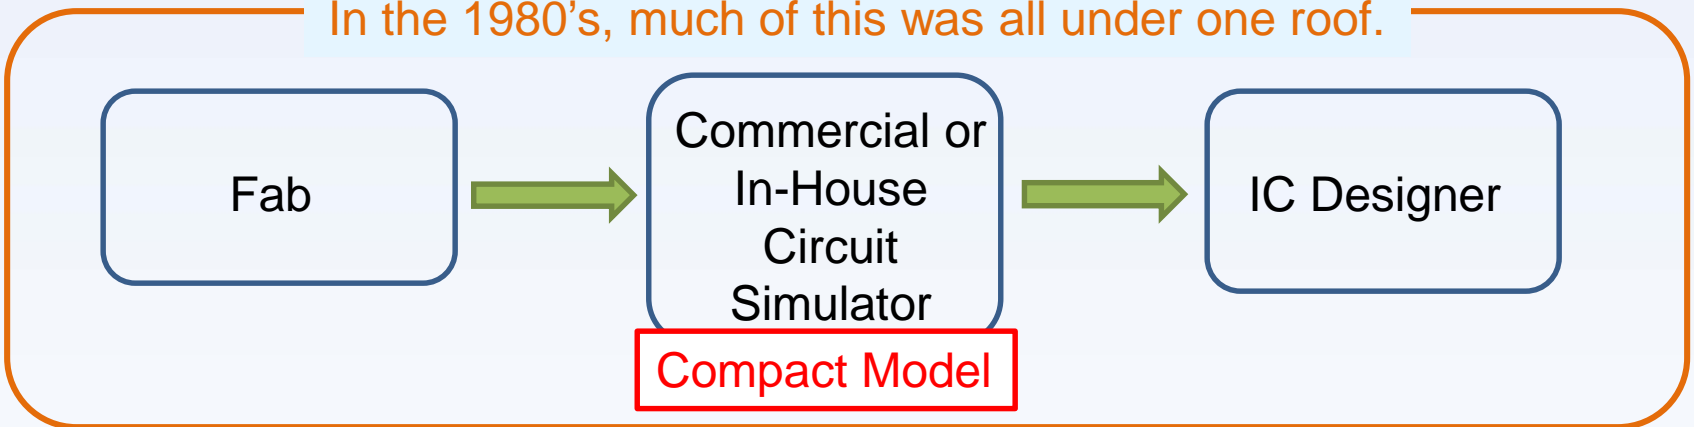 In the 1980’s, much of this was all under one roof.
Fab
Commercial or
In-House
Circuit
Simulator
Compact Model
IC Designer